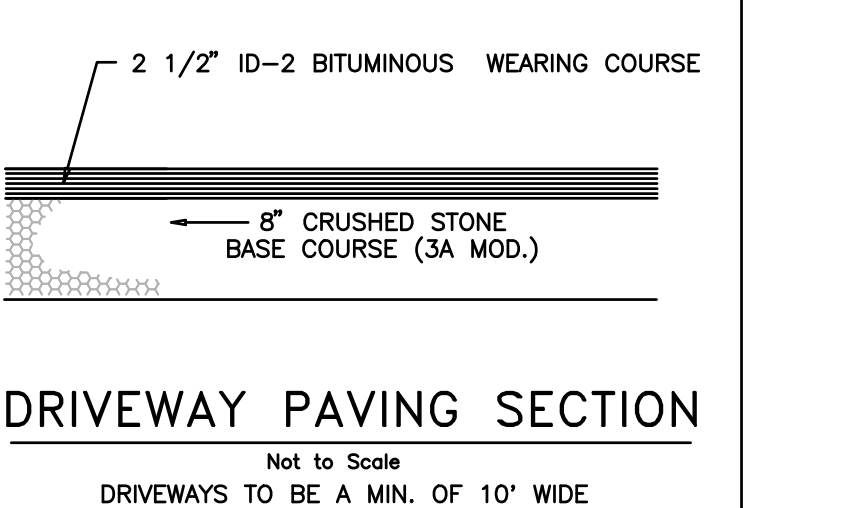 2 1/2" ID-2 BITUMINOUS WEARING COURSE
8" CRUSHED STONE
BASE COURSE (3A MOD.)
DRIVEWAY PAVING SECTION
Not to Scale
DRIVEWAYS TO BE A MIN. OF 10' WIDE